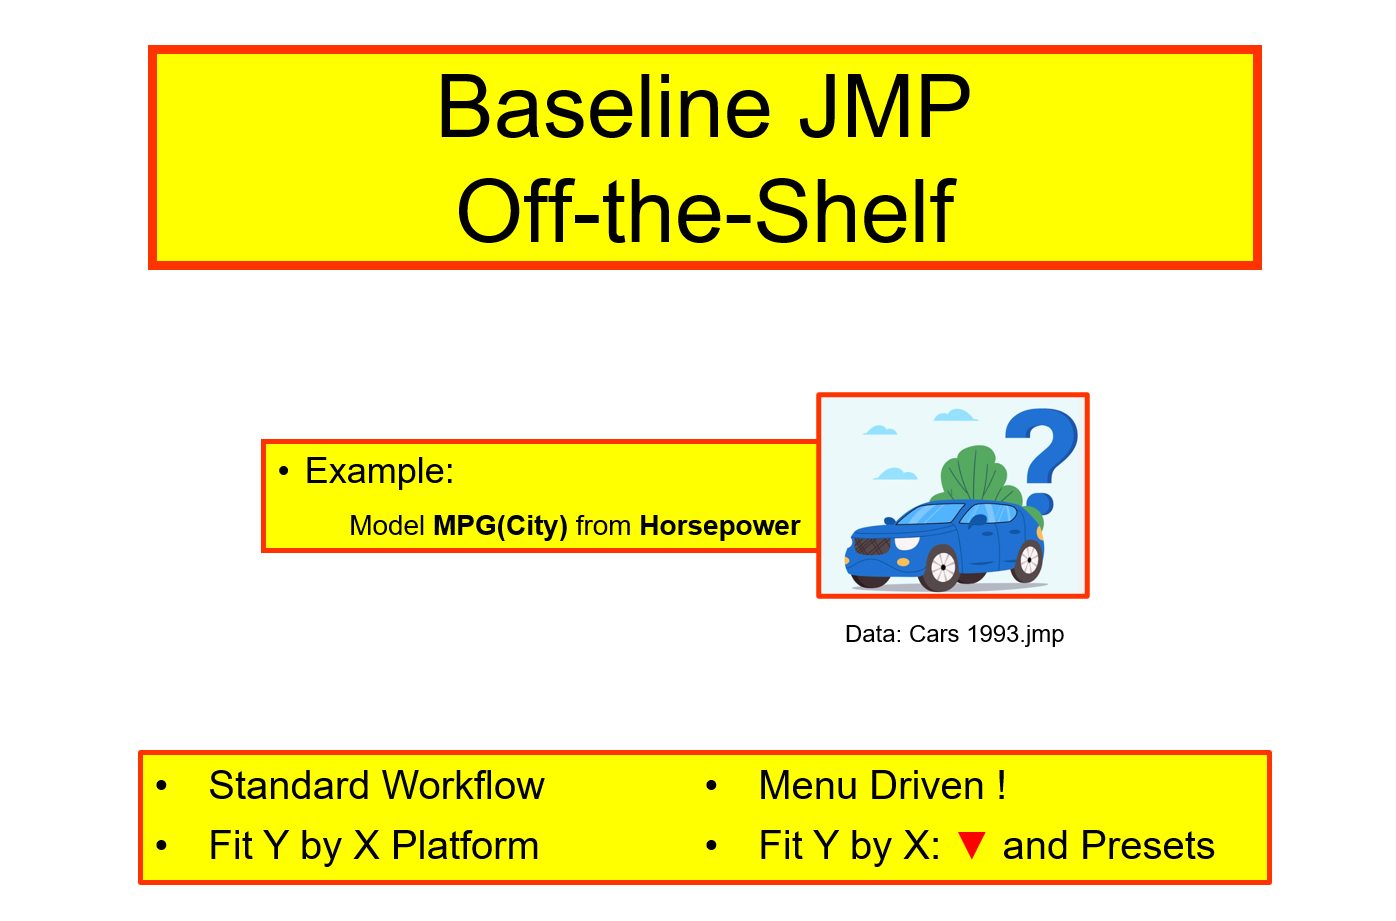 Baseline JMP
Off-the-Shelf
• Example:
Model MPG(City) from Horsepower
?
Data: Cars 1993.jmp
• Standard Workflow
• Fit Y by X Platform
• Menu Driven !
• Fit Y by X: ▼ and Presets